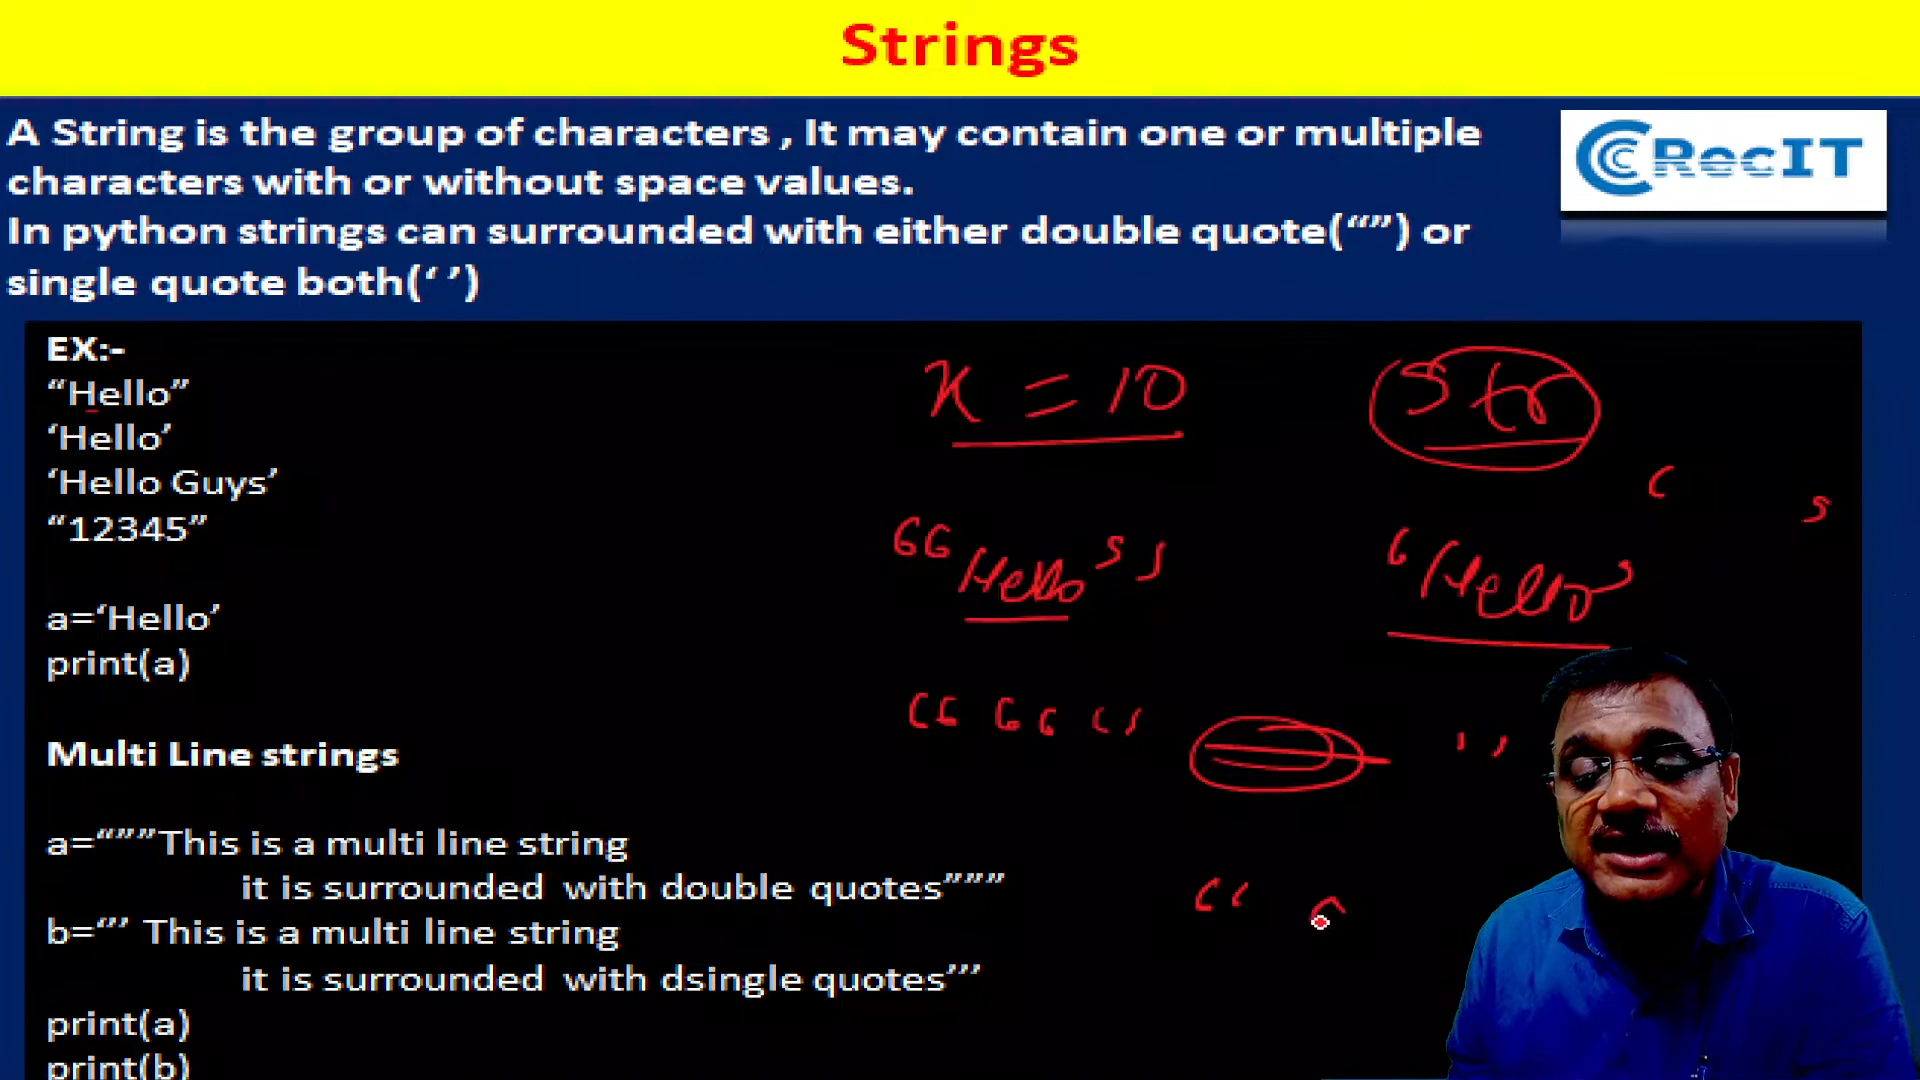 Strings
A String is the group of characters , It may contain one or multiple
characters with or without space values.
In python strings can surrounded with either double quote(“”) or
single quote both(‘ ’)
RecIT
EX:-
“Hello”
‘Hello’
‘Hello Guys’
“12345”
a=‘Hello’
print(a)
Multi Line strings
a=“””This is a multi line string
it is surrounded with double quotes”””
b=‘’’ This is a multi line string
it is surrounded with dsingle quotes’’’
print(a)
print(b)
x = 10
Str
“Hello”
‘Hello’